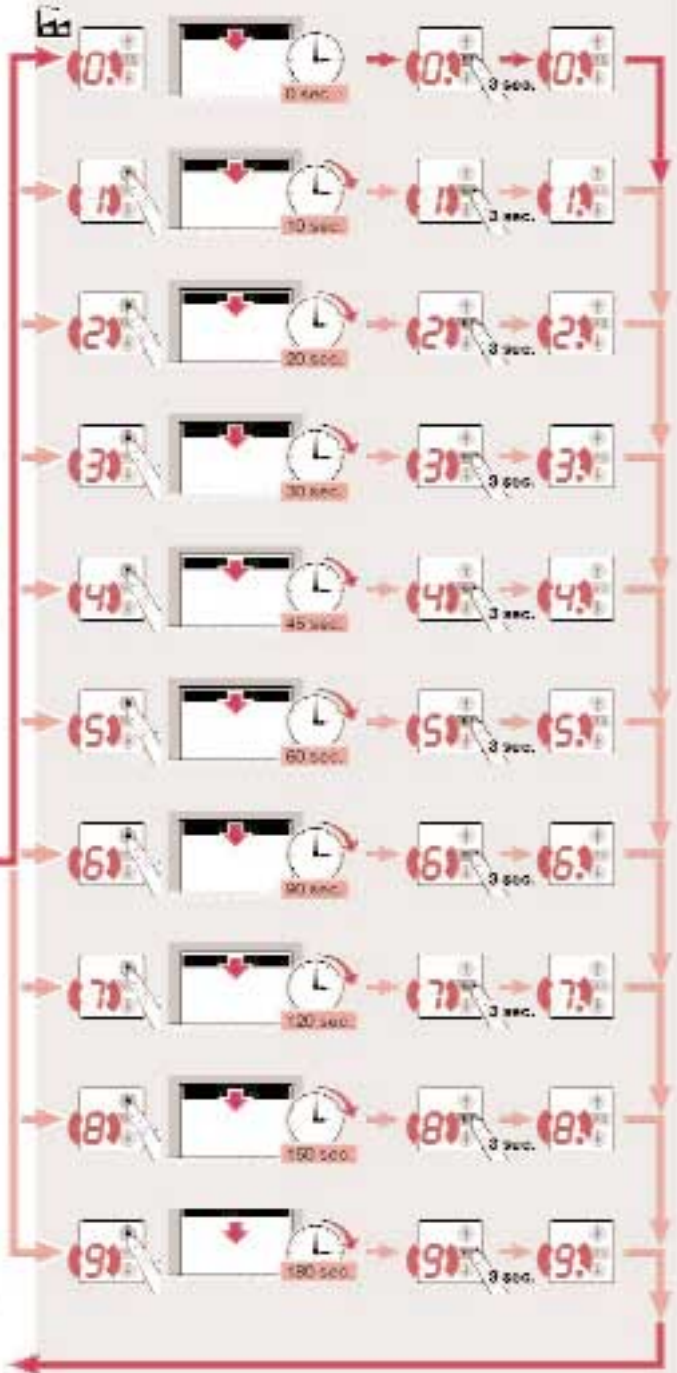 0. 0. 0.
0 sec. 3 sec.
1 1 1.
10 sec. 3 sec.
2 2 2.
20 sec. 3 sec.
3 3 3.
30 sec. 3 sec.
4 4 4.
45 sec. 3 sec.
5 5 5.
60 sec. 3 sec.
6 6 6.
90 sec. 3 sec.
7 7 7.
120 sec. 3 sec.
8 8 8.
150 sec. 3 sec.
9 9 9.
180 sec. 3 sec.